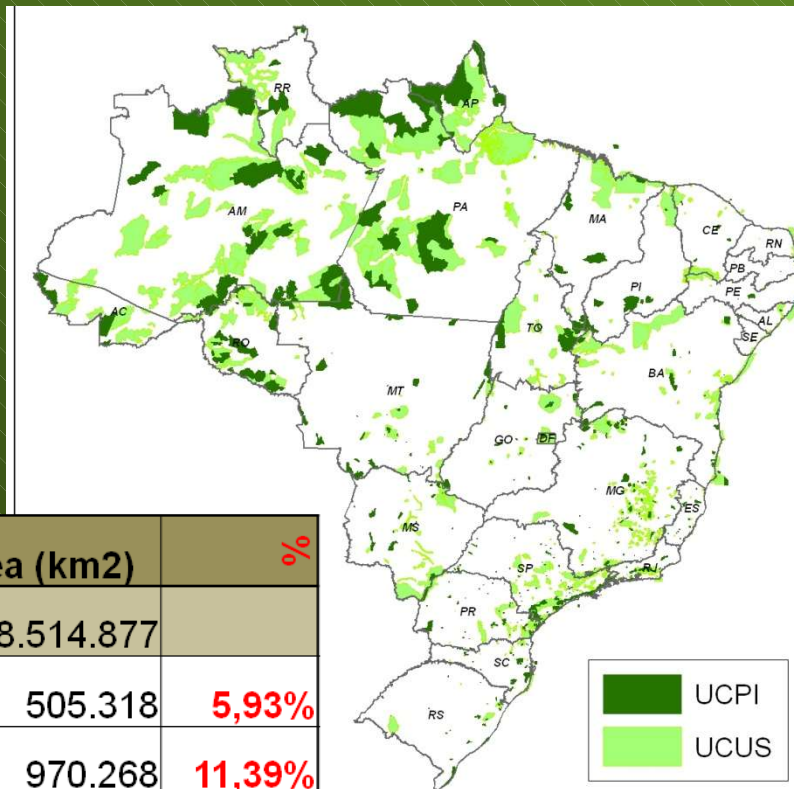 RR
AP
AM
PA
MA
CE
RN
PB
PI
PE
AC
AL
TO
SE
RO
BA
MT
GO
DF
MG
ES
MS
SP
RJ
PR
SC
RS
ea (km2) %
8.514.877
505.318 5,93%
970.268 11,39%
UCPI
UCUS